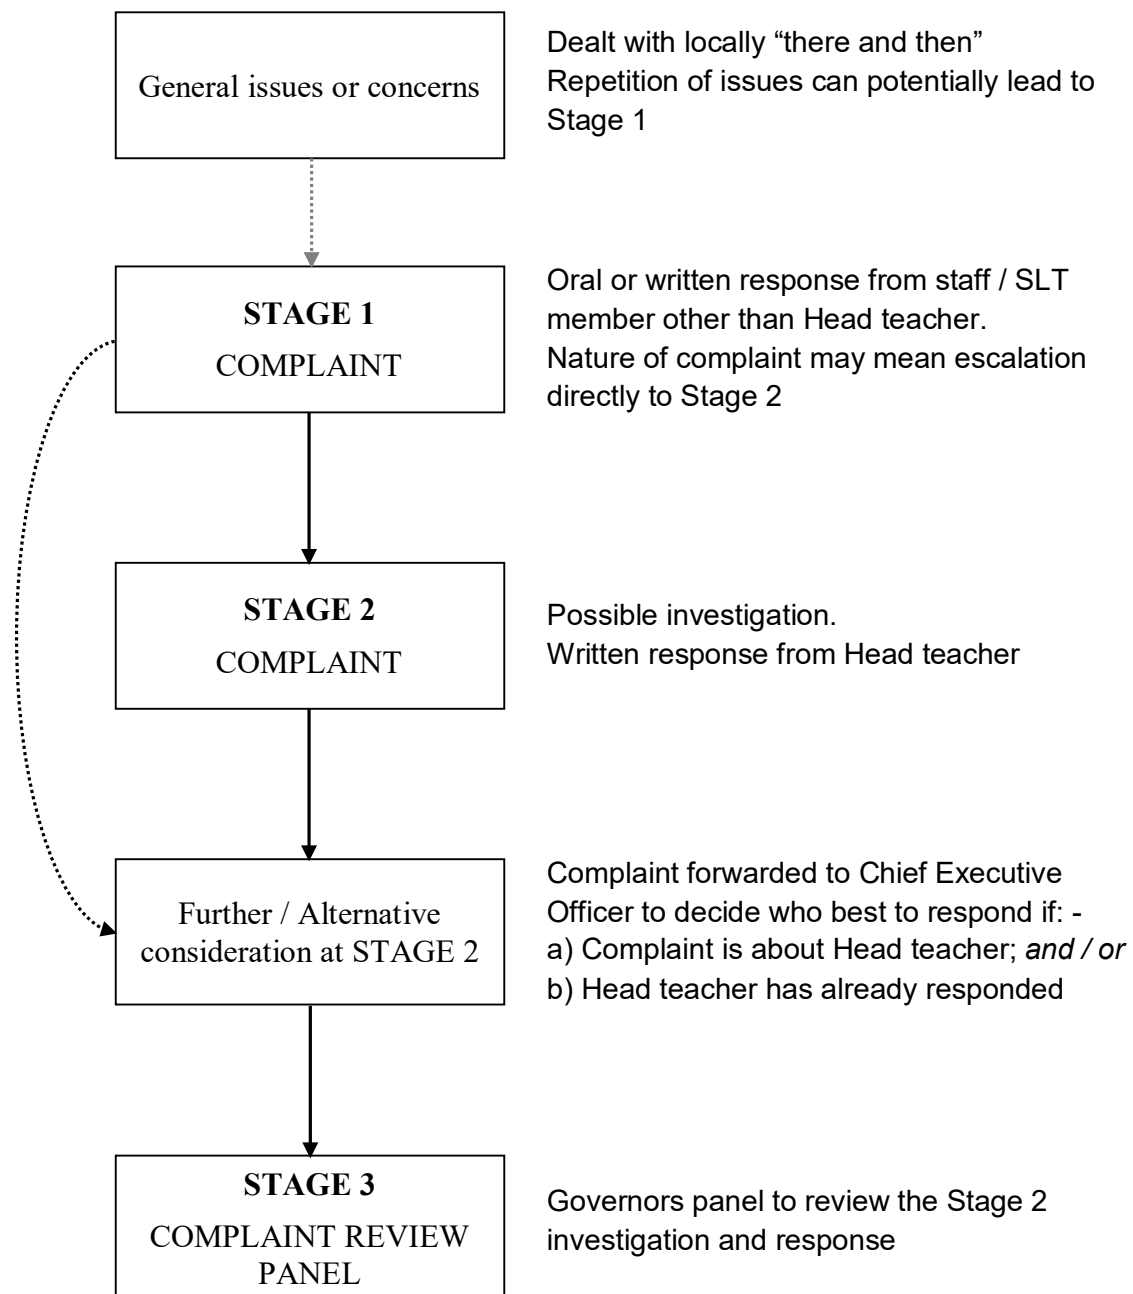 General issues or concerns
Dealt with locally “there and then”
Repetition of issues can potentially lead to
Stage 1
STAGE 1
COMPLAINT
Oral or written response from staff / SLT
member other than Head teacher.
Nature of complaint may mean escalation
directly to Stage 2
STAGE 2
COMPLAINT
Possible investigation.
Written response from Head teacher
Further / Alternative
consideration at STAGE 2
Complaint forwarded to Chief Executive
Officer to decide who best to respond if: -
a) Complaint is about Head teacher; and / or
b) Head teacher has already responded
STAGE 3
COMPLAINT REVIEW
PANEL
Governors panel to review the Stage 2
investigation and response